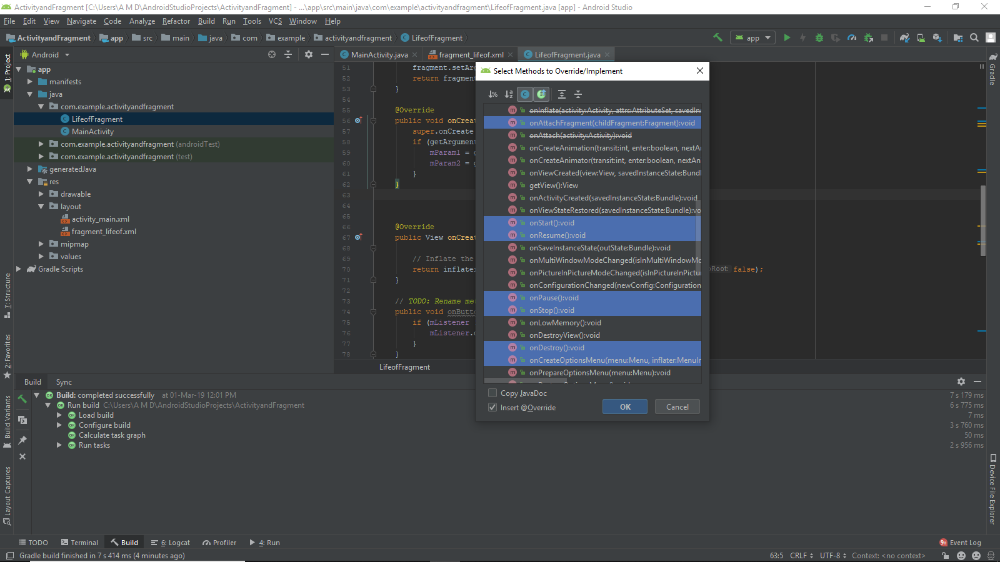 ActivityandFragment [C:\Users\A M D\AndroidStudioProjects\ActivityandFragment] - ...\app\src\main\java\com\example\activityandfragment\LifeofFragment.java [app] - Android Studio
File Edit View Navigate Code Analyze Refactor Build Run Tools VCS Window Help
ActivityandFragment app src main java com example activityandfragment LifeofFragment
app
1: Project
7: Structure
2: Favorites
Build Variants
Layout Captures
Android
app
manifests
java
com.example.activityandfragment
LifeofFragment
MainActivity
com.example.activityandfragment (androidTest)
com.example.activityandfragment (test)
generatedJava
res
drawable
layout
activity_main.xml
fragment_lifeof.xml
mipmap
values
Gradle Scripts
MainActivity.java fragment_lifeof.xml LifeofFragment.java
51 fragment.setAr
52 return fragment
53 }
54
55 @Override
56 public void onCreat
57 super.onCreate
58 if (getArgument
59 mParam1 = g
60 mParam2 = g
61 }
62 }
63
64
65
66 @Override
67 public View onCreat
68
69 // Inflate the
70 return inflater oRoot: false);
71 }
72
73 // TODO: Rename me
74 public void onButto
75 if (mListener
76 mListener.o
77 }
78 }
LifeofFragment
Select Methods to Override/Implement
onInflate(activity:Activity, attrs:AttributeSet, savedIns
onAttachFragment(childFragment:Fragment):void
onAttach(activity:Activity):void
onCreateAnimation(transit:int, enter:boolean, nextAn
onCreateAnimator(transit:int, enter:boolean, nextAn
onViewCreated(view:View, savedInstanceState:Bundl
getView():View
onActivityCreated(savedInstanceState:Bundle):void
onViewStateRestored(savedInstanceState:Bundle):vo
onStart():void
onResume():void
onSaveInstanceState(outState:Bundle):void
onMultiWindowModeChanged(isInMultiWindowMo
onPictureInPictureModeChanged(isInPictureInPictur
onConfigurationChanged(newConfig:Configuration
onPause():void
onStop():void
onLowMemory():void
onDestroyView():void
onDestroy():void
onCreateOptionsMenu(menu:Menu, inflater:MenuIn
onPrepareOptionsMenu(menu:Menu):void
Copy JavaDoc
Insert @Override
OK Cancel
Gradle
Device File Explorer
Build Sync
Build: completed successfully at 01-Mar-19 12:01 PM 7 s 179 ms
Run build C:\Users\A M D\AndroidStudioProjects\ActivityandFragment 6 s 775 ms
Load build 7 ms
Configure build 3 s 760 ms
Calculate task graph 50 ms
Run tasks 2 s 956 ms
TODO Terminal Build 6: Logcat Profiler 4: Run 9+ Event Log
Gradle build finished in 7 s 414 ms (4 minutes ago) 63:5 CRLF UTF-8 Context: <no context>